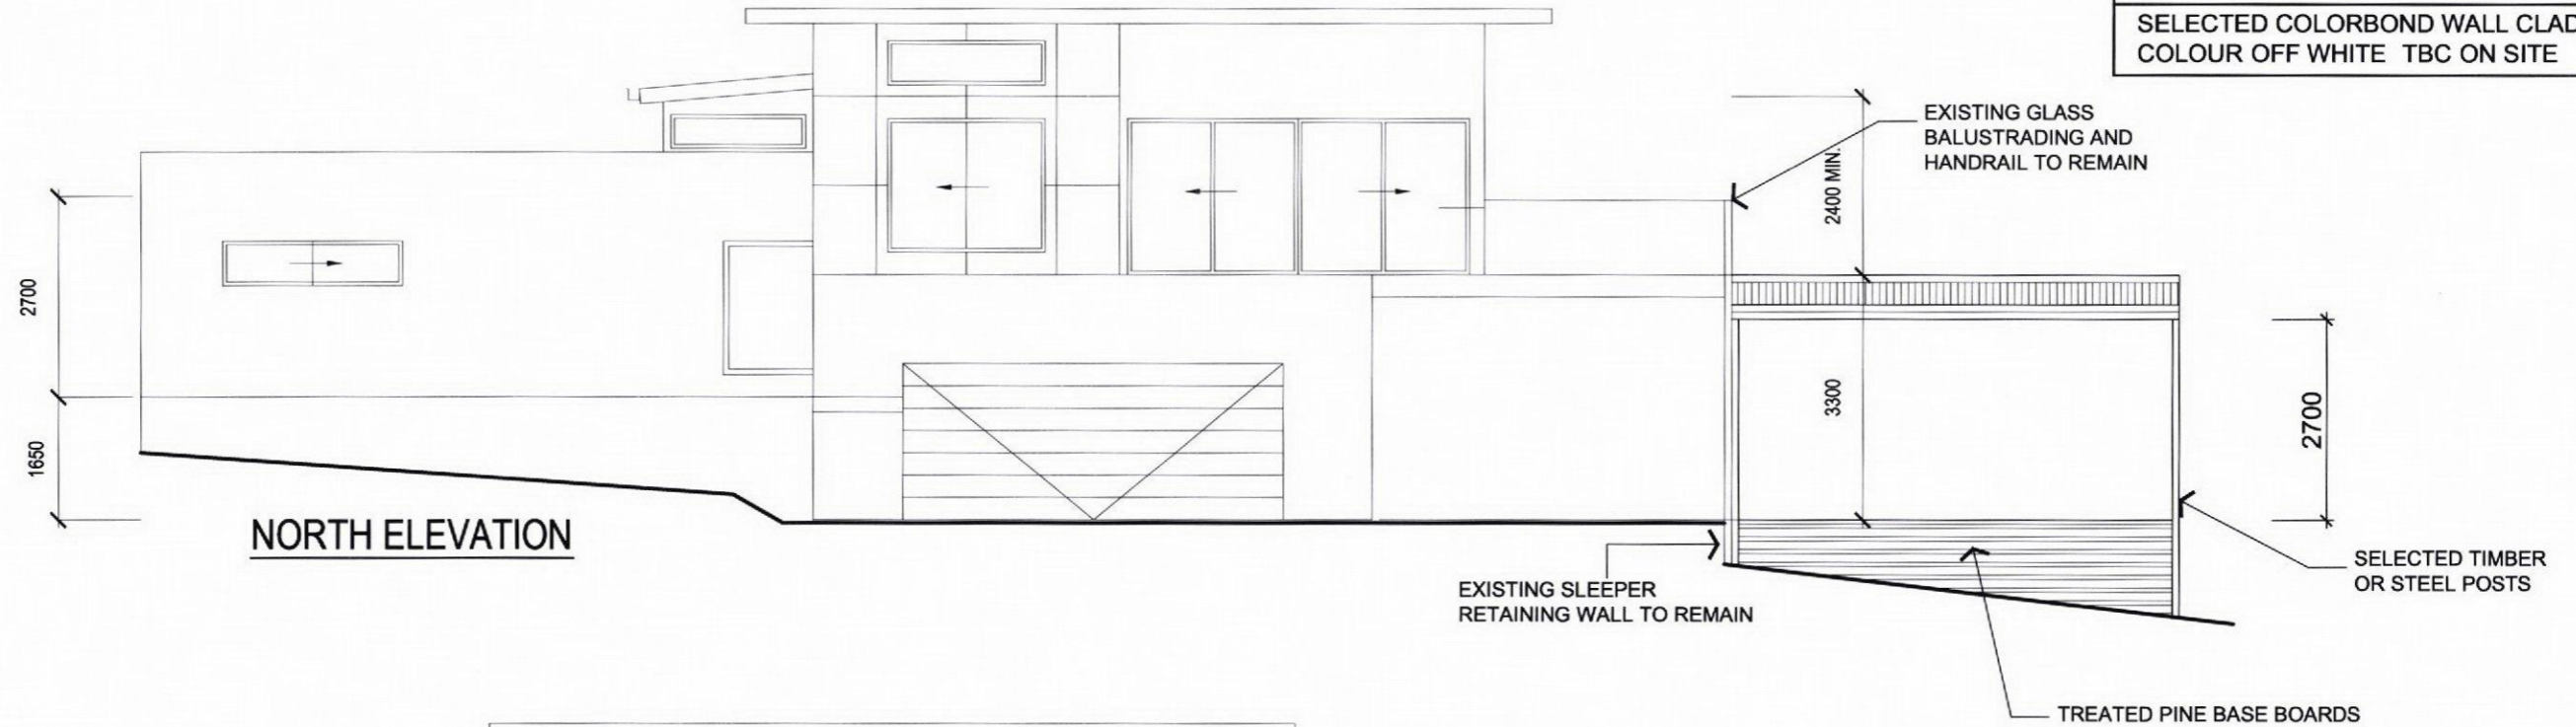 SELECTED COLORBOND WALL CLAD
COLOUR OFF WHITE TBC ON SITE
EXISTING GLASS
BALUSTRADING AND
HANDRAIL TO REMAIN
2400 MIN.
2700
3300
2700
1650
NORTH ELEVATION
EXISTING SLEEPER
RETAINING WALL TO REMAIN
SELECTED TIMBER
OR STEEL POSTS
TREATED PINE BASE BOARDS